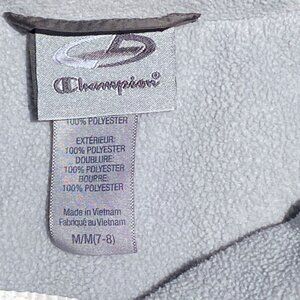 Champion
100% POLYESTER
EXTÉRIEUR:
100% POLYESTER
DOUBLURE:
100% POLYESTER
BOURRE:
100% POLYESTER
Made in Vietnam
Fabriqué au Vietnam
M/M(7-8)